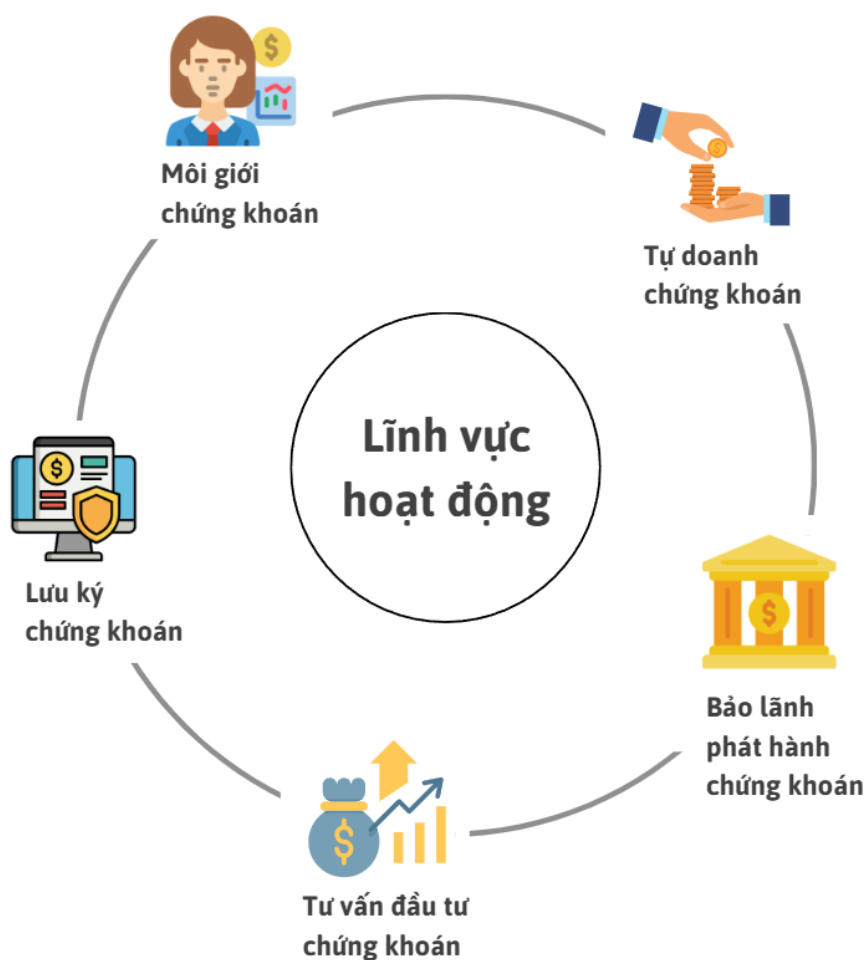 Môi giới
chứng khoán
Tự doanh
chứng khoán
Lĩnh vực
hoạt động
Lưu ký
chứng khoán
Bảo lãnh
phát hành
chứng khoán
Tư vấn đầu tư
chứng khoán